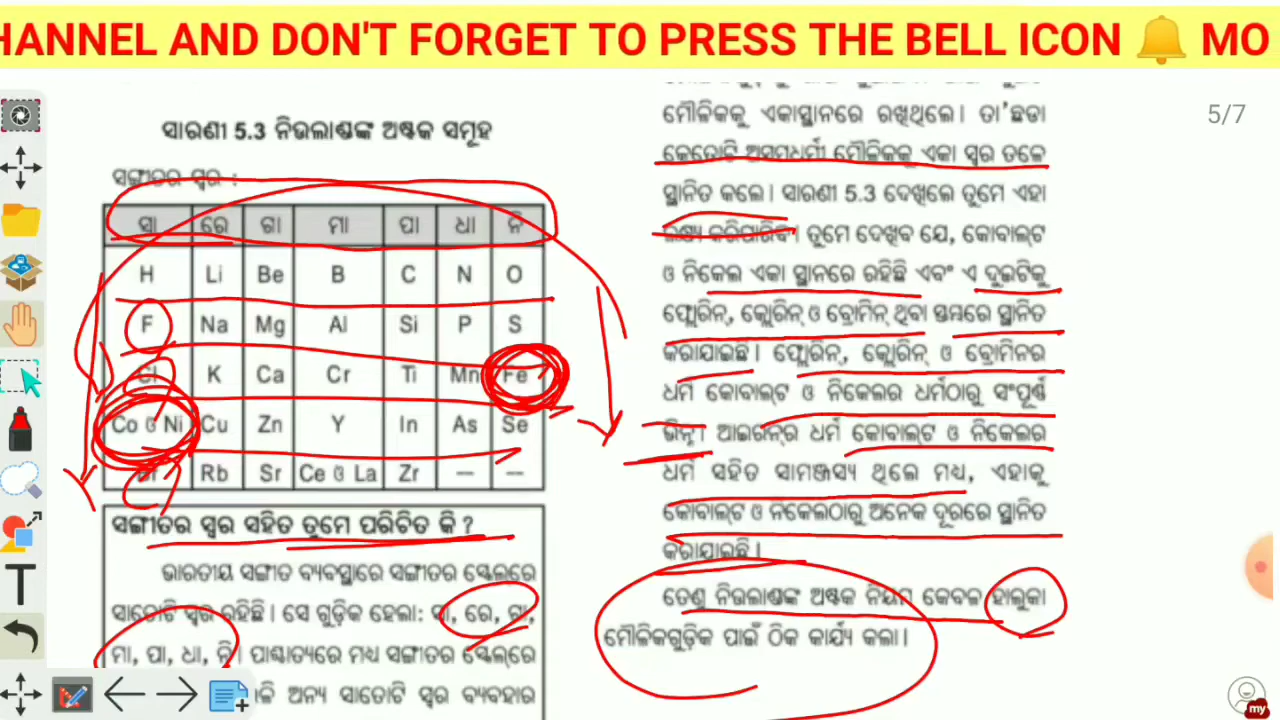 HANNEL AND DON'T FORGET TO PRESS THE BELL ICON 🔔 MO
5/7
ସାରଣୀ 5.3 ନିଉଲାଣ୍ଡଙ୍କ ଅଷ୍ଟକ ସମୂହ
ସଙ୍ଗୀତର ସ୍ୱର :
ସା ରେ ଗା ମା ପା ଧା ନି
H Li Be B C N O
F Na Mg Al Si P S
Cl K Ca Cr Ti Mn Fe
Co ଓ Ni Cu Zn Y In As Se
Br Rb Sr Ce ଓ La Zr — —
ସଙ୍ଗୀତର ସ୍ୱର ସହିତ ତୁମେ ପରିଚିତ କି ?
ଭାରତୀୟ ସଙ୍ଗୀତ ବ୍ୟବସ୍ଥାରେ ସଙ୍ଗୀତର ସ୍କେଲ୍‌ରେ
ସାତୋଟି ସ୍ୱର ରହିଛି। ସେ ଗୁଡ଼ିକ ହେଲା: ସା, ରେ, ଗା,
ମା, ପା, ଧା, ନି। ପାଶ୍ଚାତ୍ୟରେ ମଧ୍ୟ ସଙ୍ଗୀତର ସ୍କେଲ୍‌ରେ
ଅନ୍ୟ ସାତୋଟି ସ୍ୱର ବ୍ୟବହାର
ମୌଳିକକୁ ଏକାସ୍ଥାନରେ ରଖିଥିଲେ। ତା'ଛଡା
କେତୋଟି ଅସମଧର୍ମୀ ମୌଳିକକୁ ଏକା ସ୍ୱର ତଳେ
ସ୍ଥାନିତ କଲେ। ସାରଣୀ 5.3 ଦେଖିଲେ ତୁମେ ଏହା
ଲକ୍ଷ୍ୟ କରିପାରିବ। ତୁମେ ଦେଖିବ ଯେ, କୋବାଲ୍‌ଟ
ଓ ନିକେଲ ଏକା ସ୍ଥାନରେ ରହିଛି ଏବଂ ଏ ଦୁଇଟିକୁ
ଫ୍ଲୋରିନ୍, କ୍ଲୋରିନ୍ ଓ ବ୍ରୋମିନ୍ ଥିବା ସ୍ତମ୍ଭରେ ସ୍ଥାନିତ
କରାଯାଇଛି। ଫ୍ଲୋରିନ୍, କ୍ଲୋରିନ୍ ଓ ବ୍ରୋମିନର
ଧର୍ମ କୋବାଲ୍‌ଟ ଓ ନିକେଲର ଧର୍ମଠାରୁ ସଂପୂର୍ଣ୍ଣ
ଭିନ୍ନ। ଆଇରନ୍‌ର ଧର୍ମ କୋବାଲ୍‌ଟ ଓ ନିକେଲର
ଧର୍ମ ସହିତ ସାମଞ୍ଜସ୍ୟ ଥିଲେ ମଧ୍ୟ, ଏହାକୁ
କୋବାଲ୍‌ଟ ଓ ନିକେଲଠାରୁ ଅନେକ ଦୂରରେ ସ୍ଥାନିତ
କରାଯାଇଛି।
ତେଣୁ ନିଉଲାଣ୍ଡଙ୍କ ଅଷ୍ଟକ ନିୟମ କେବଳ ହାଲୁକା
ମୌଳିକଗୁଡ଼ିକ ପାଇଁ ଠିକ କାର୍ଯ୍ୟ କଲା।
my